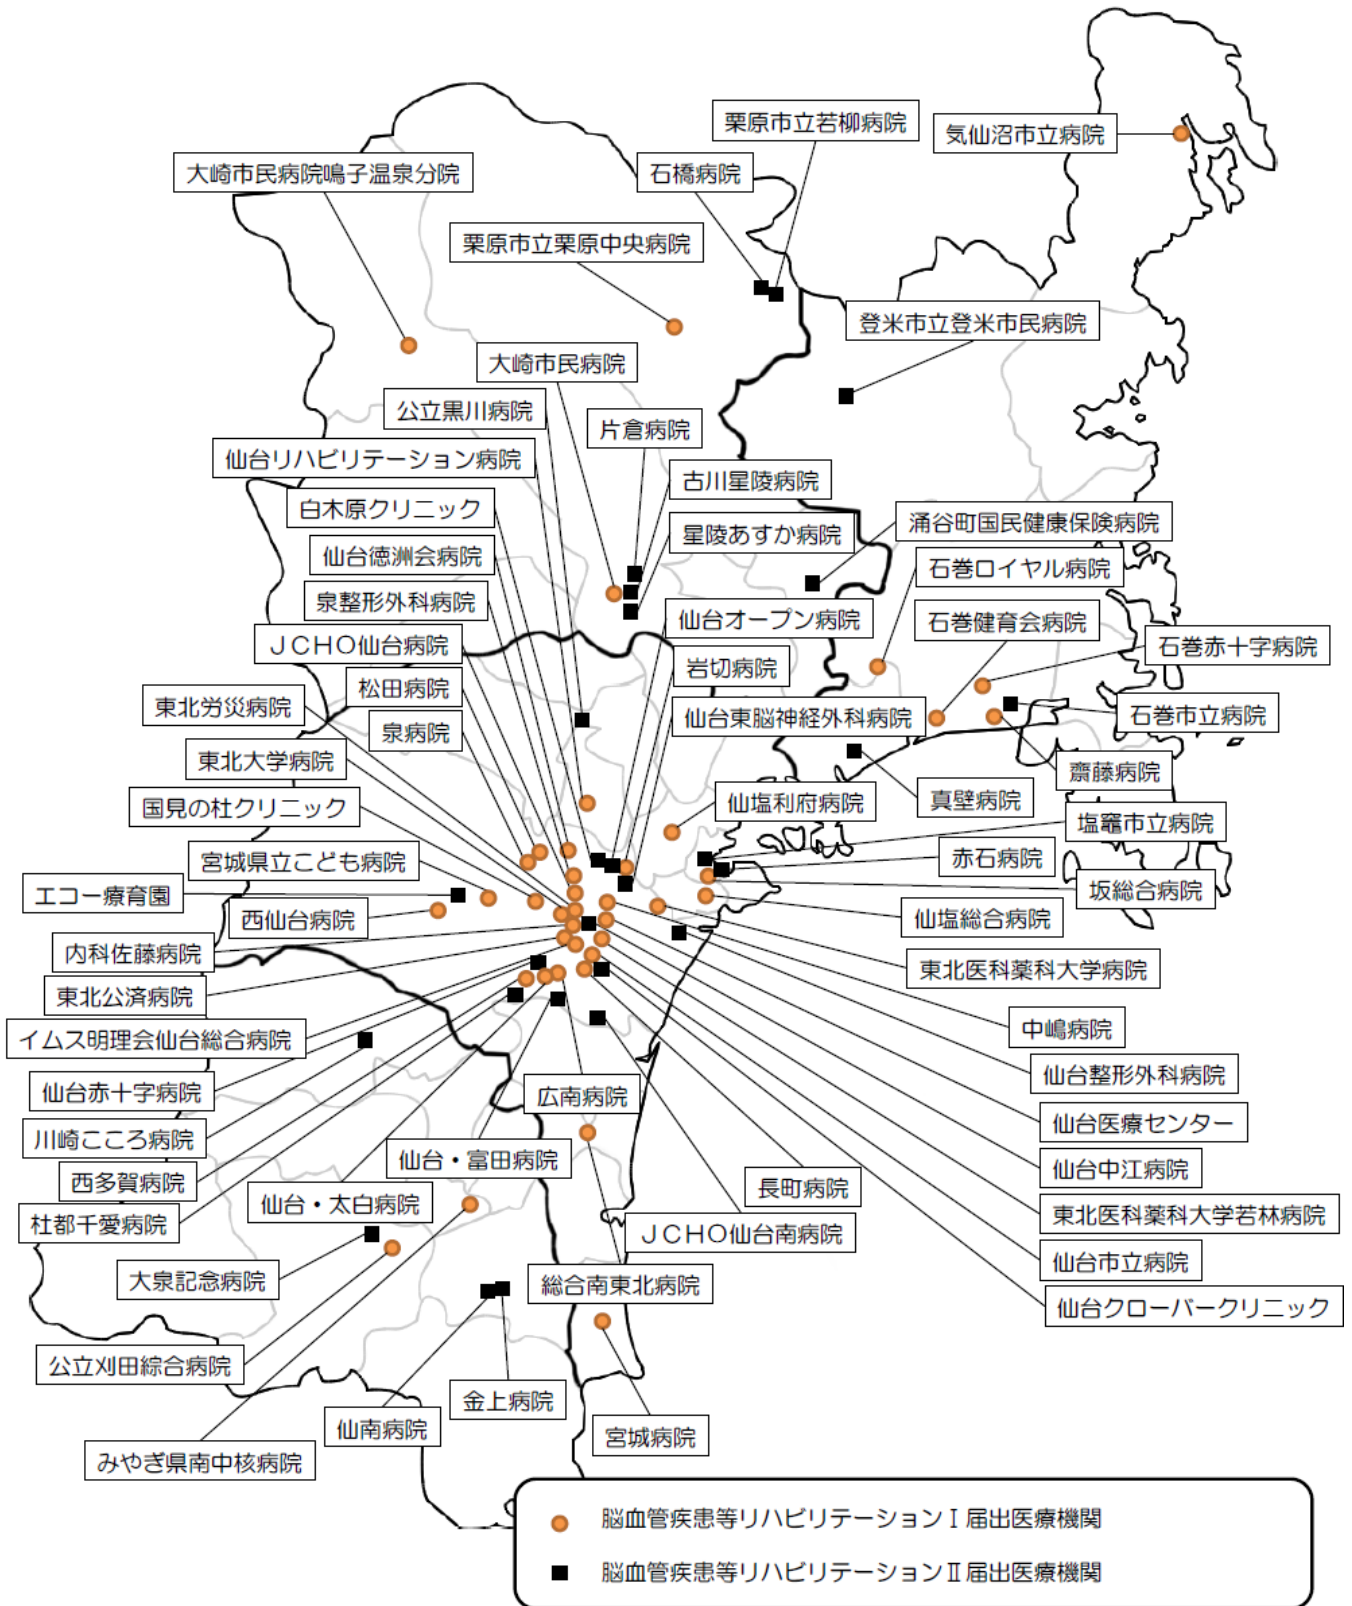 栗原市立若柳病院
気仙沼市立病院
大崎市民病院鳴子温泉分院
石橋病院
栗原市立栗原中央病院
登米市立登米市民病院
大崎市民病院
公立黒川病院
片倉病院
仙台リハビリテーション病院
古川星陵病院
白木原クリニック
涌谷町国民健康保険病院
星陵あすか病院
仙台徳洲会病院
石巻ロイヤル病院
泉整形外科病院
仙台オープン病院
石巻健育会病院
JCHO仙台病院
石巻赤十字病院
岩切病院
松田病院
東北労災病院
仙台東脳神経外科病院
石巻市立病院
泉病院
東北大学病院
齋藤病院
国見の杜クリニック
仙塩利府病院
真壁病院
塩竈市立病院
宮城県立こども病院
赤石病院
エコー療育園
坂総合病院
西仙台病院
仙塩総合病院
内科佐藤病院
東北医科薬科大学病院
東北公済病院
中嶋病院
イムス明理会仙台総合病院
仙台整形外科病院
仙台赤十字病院
広南病院
仙台医療センター
川崎こころ病院
仙台・富田病院
仙台中江病院
西多賀病院
長町病院
仙台・太白病院
東北医科薬科大学若林病院
杜都千愛病院
JCHO仙台南病院
仙台市立病院
大泉記念病院
総合南東北病院
仙台クローバークリニック
公立刈田綜合病院
金上病院
仙南病院
宮城病院
みやぎ県南中核病院
脳血管疾患等リハビリテーションⅠ届出医療機関
脳血管疾患等リハビリテーションⅡ届出医療機関